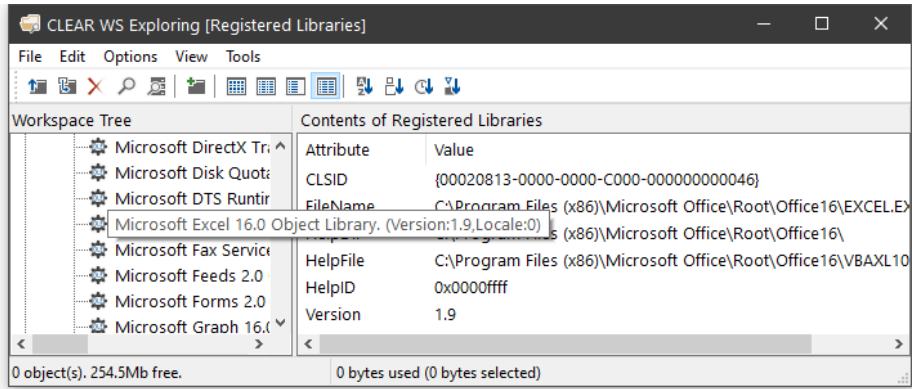 CLEAR WS Exploring [Registered Libraries]
File Edit Options View Tools
Workspace Tree
Contents of Registered Libraries
Microsoft DirectX Tra
Microsoft Disk Quota
Microsoft DTS Runtin
Microsoft Excel 16.0 Object Library. (Version:1.9,Locale:0)
Microsoft Fax Service
Microsoft Feeds 2.0
Microsoft Forms 2.0
Microsoft Graph 16.0
Attribute Value
CLSID {00020813-0000-0000-C000-000000000046}
FileName C:\Program Files (x86)\Microsoft Office\Root\Office16\EXCEL.EX
C:\Program Files (x86)\Microsoft Office\Root\Office16\
HelpFile C:\Program Files (x86)\Microsoft Office\Root\Office16\VBAXL10
HelpID 0x0000ffff
Version 1.9
0 object(s). 254.5Mb free.
0 bytes used (0 bytes selected)